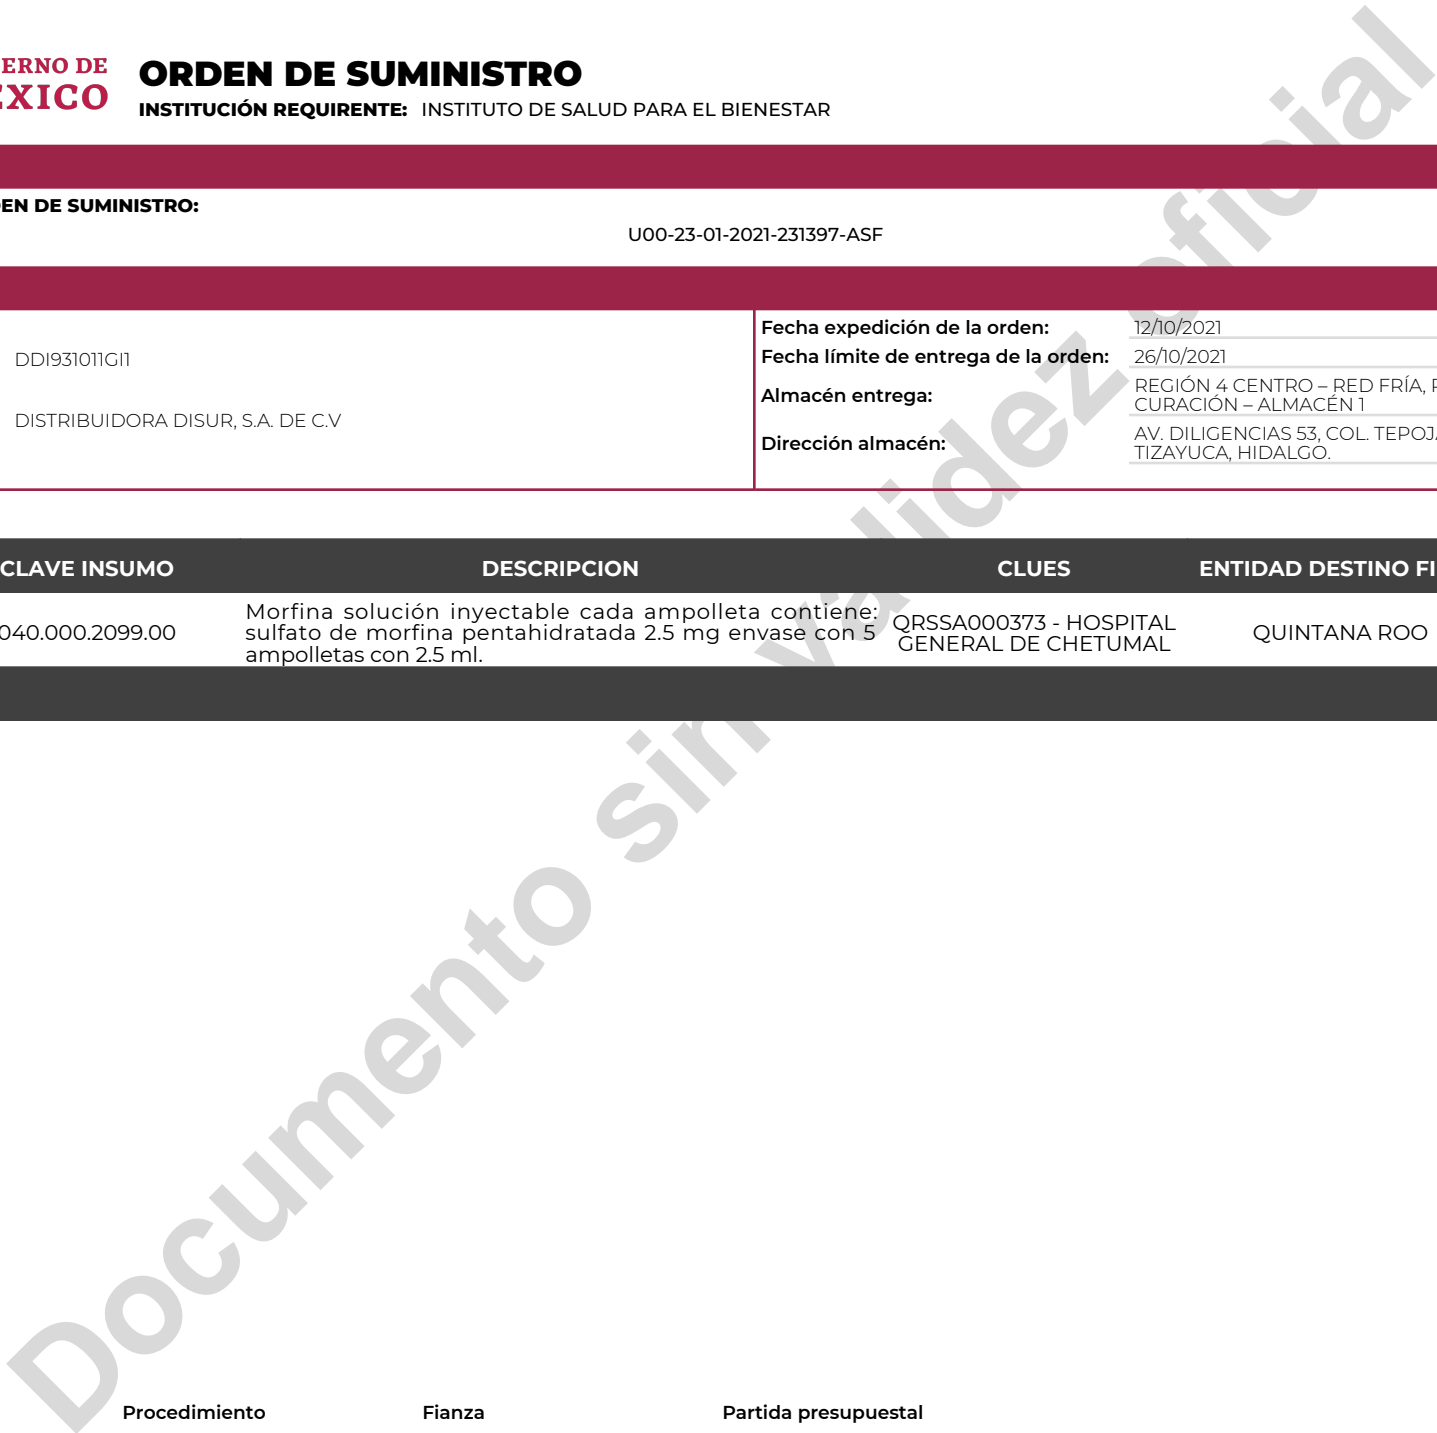 ERNO DE
EXICO
ORDEN DE SUMINISTRO
INSTITUCIÓN REQUIRENTE: INSTITUTO DE SALUD PARA EL BIENESTAR
EN DE SUMINISTRO:
U00-23-01-2021-231397-ASF
DDI931011GI1
DISTRIBUIDORA DISUR, S.A. DE C.V
Fecha expedición de la orden: 12/10/2021
Fecha límite de entrega de la orden: 26/10/2021
Almacén entrega: REGIÓN 4 CENTRO – RED FRÍA,
CURACIÓN – ALMACÉN 1
Dirección almacén: AV. DILIGENCIAS 53, COL. TEPOJ
TIZAYUCA, HIDALGO.
CLAVE INSUMO DESCRIPCION CLUES ENTIDAD DESTINO FI
040.000.2099.00
Morfina solución inyectable cada ampolleta contiene:
sulfato de morfina pentahidratada 2.5 mg envase con 5
ampolletas con 2.5 ml.
QRSSA000373 - HOSPITAL
GENERAL DE CHETUMAL
QUINTANA ROO
Documento sin validez oficial
Procedimiento Fianza Partida presupuestal